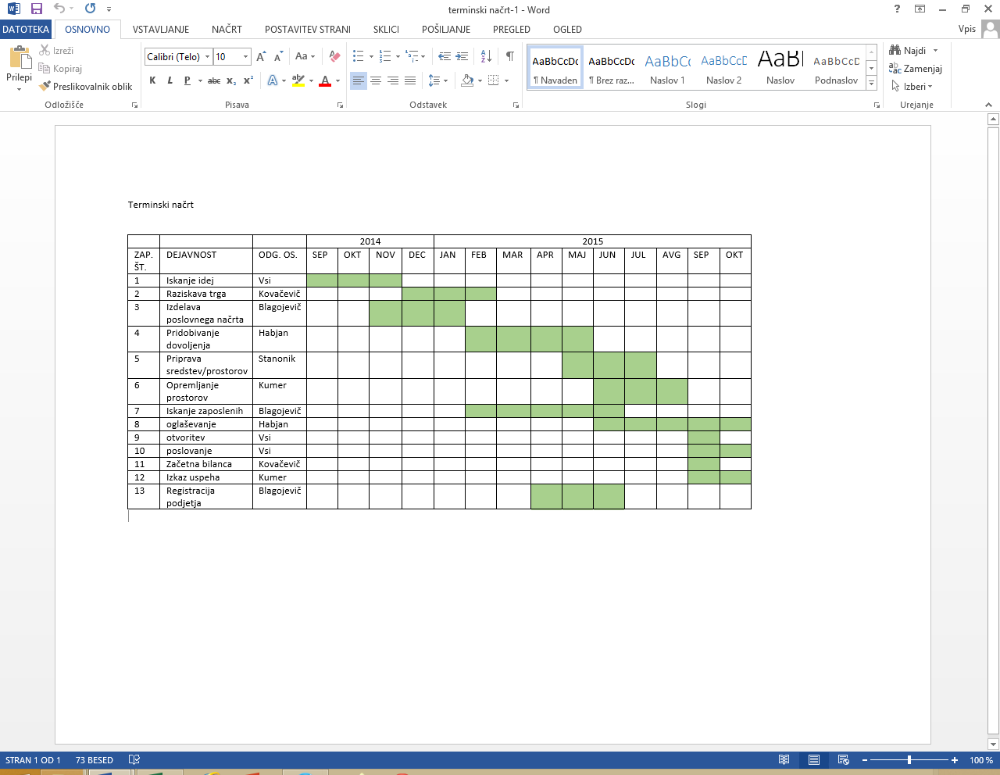 terminski načrt-1 - Word
DATOTEKA OSNOVNO VSTAVLJANJE NAČRT POSTAVITEV STRANI SKLICI POŠILJANJE PREGLED OGLED Vpis
Prilepi
Izreži
Kopiraj
Preslikovalnik oblik
Odložišče
Calibri (Telo) 10
K L P abc x₂ x²
Pisava
Odstavek
AaBbCcDc AaBbCcDc AaBbCc AaBbCcD AaBl AaBbCcD
¶ Navaden ¶ Brez raz... Naslov 1 Naslov 2 Naslov Podnaslov
Slogi
Najdi
Zamenjaj
Izberi
Urejanje
Terminski načrt
2014 2015
ZAP. ŠT. DEJAVNOST ODG. OS. SEP OKT NOV DEC JAN FEB MAR APR MAJ JUN JUL AVG SEP OKT
1 Iskanje idej Vsi
2 Raziskava trga Kovačevič
3 Izdelava poslovnega načrta Blagojevič
4 Pridobivanje dovoljenja Habjan
5 Priprava sredstev/prostorov Stanonik
6 Opremljanje prostorov Kumer
7 Iskanje zaposlenih Blagojevič
8 oglaševanje Habjan
9 otvoritev Vsi
10 poslovanje Vsi
11 Začetna bilanca Kovačevič
12 Izkaz uspeha Kumer
13 Registracija podjetja Blagojevič
STRAN 1 OD 1 73 BESED 100 %